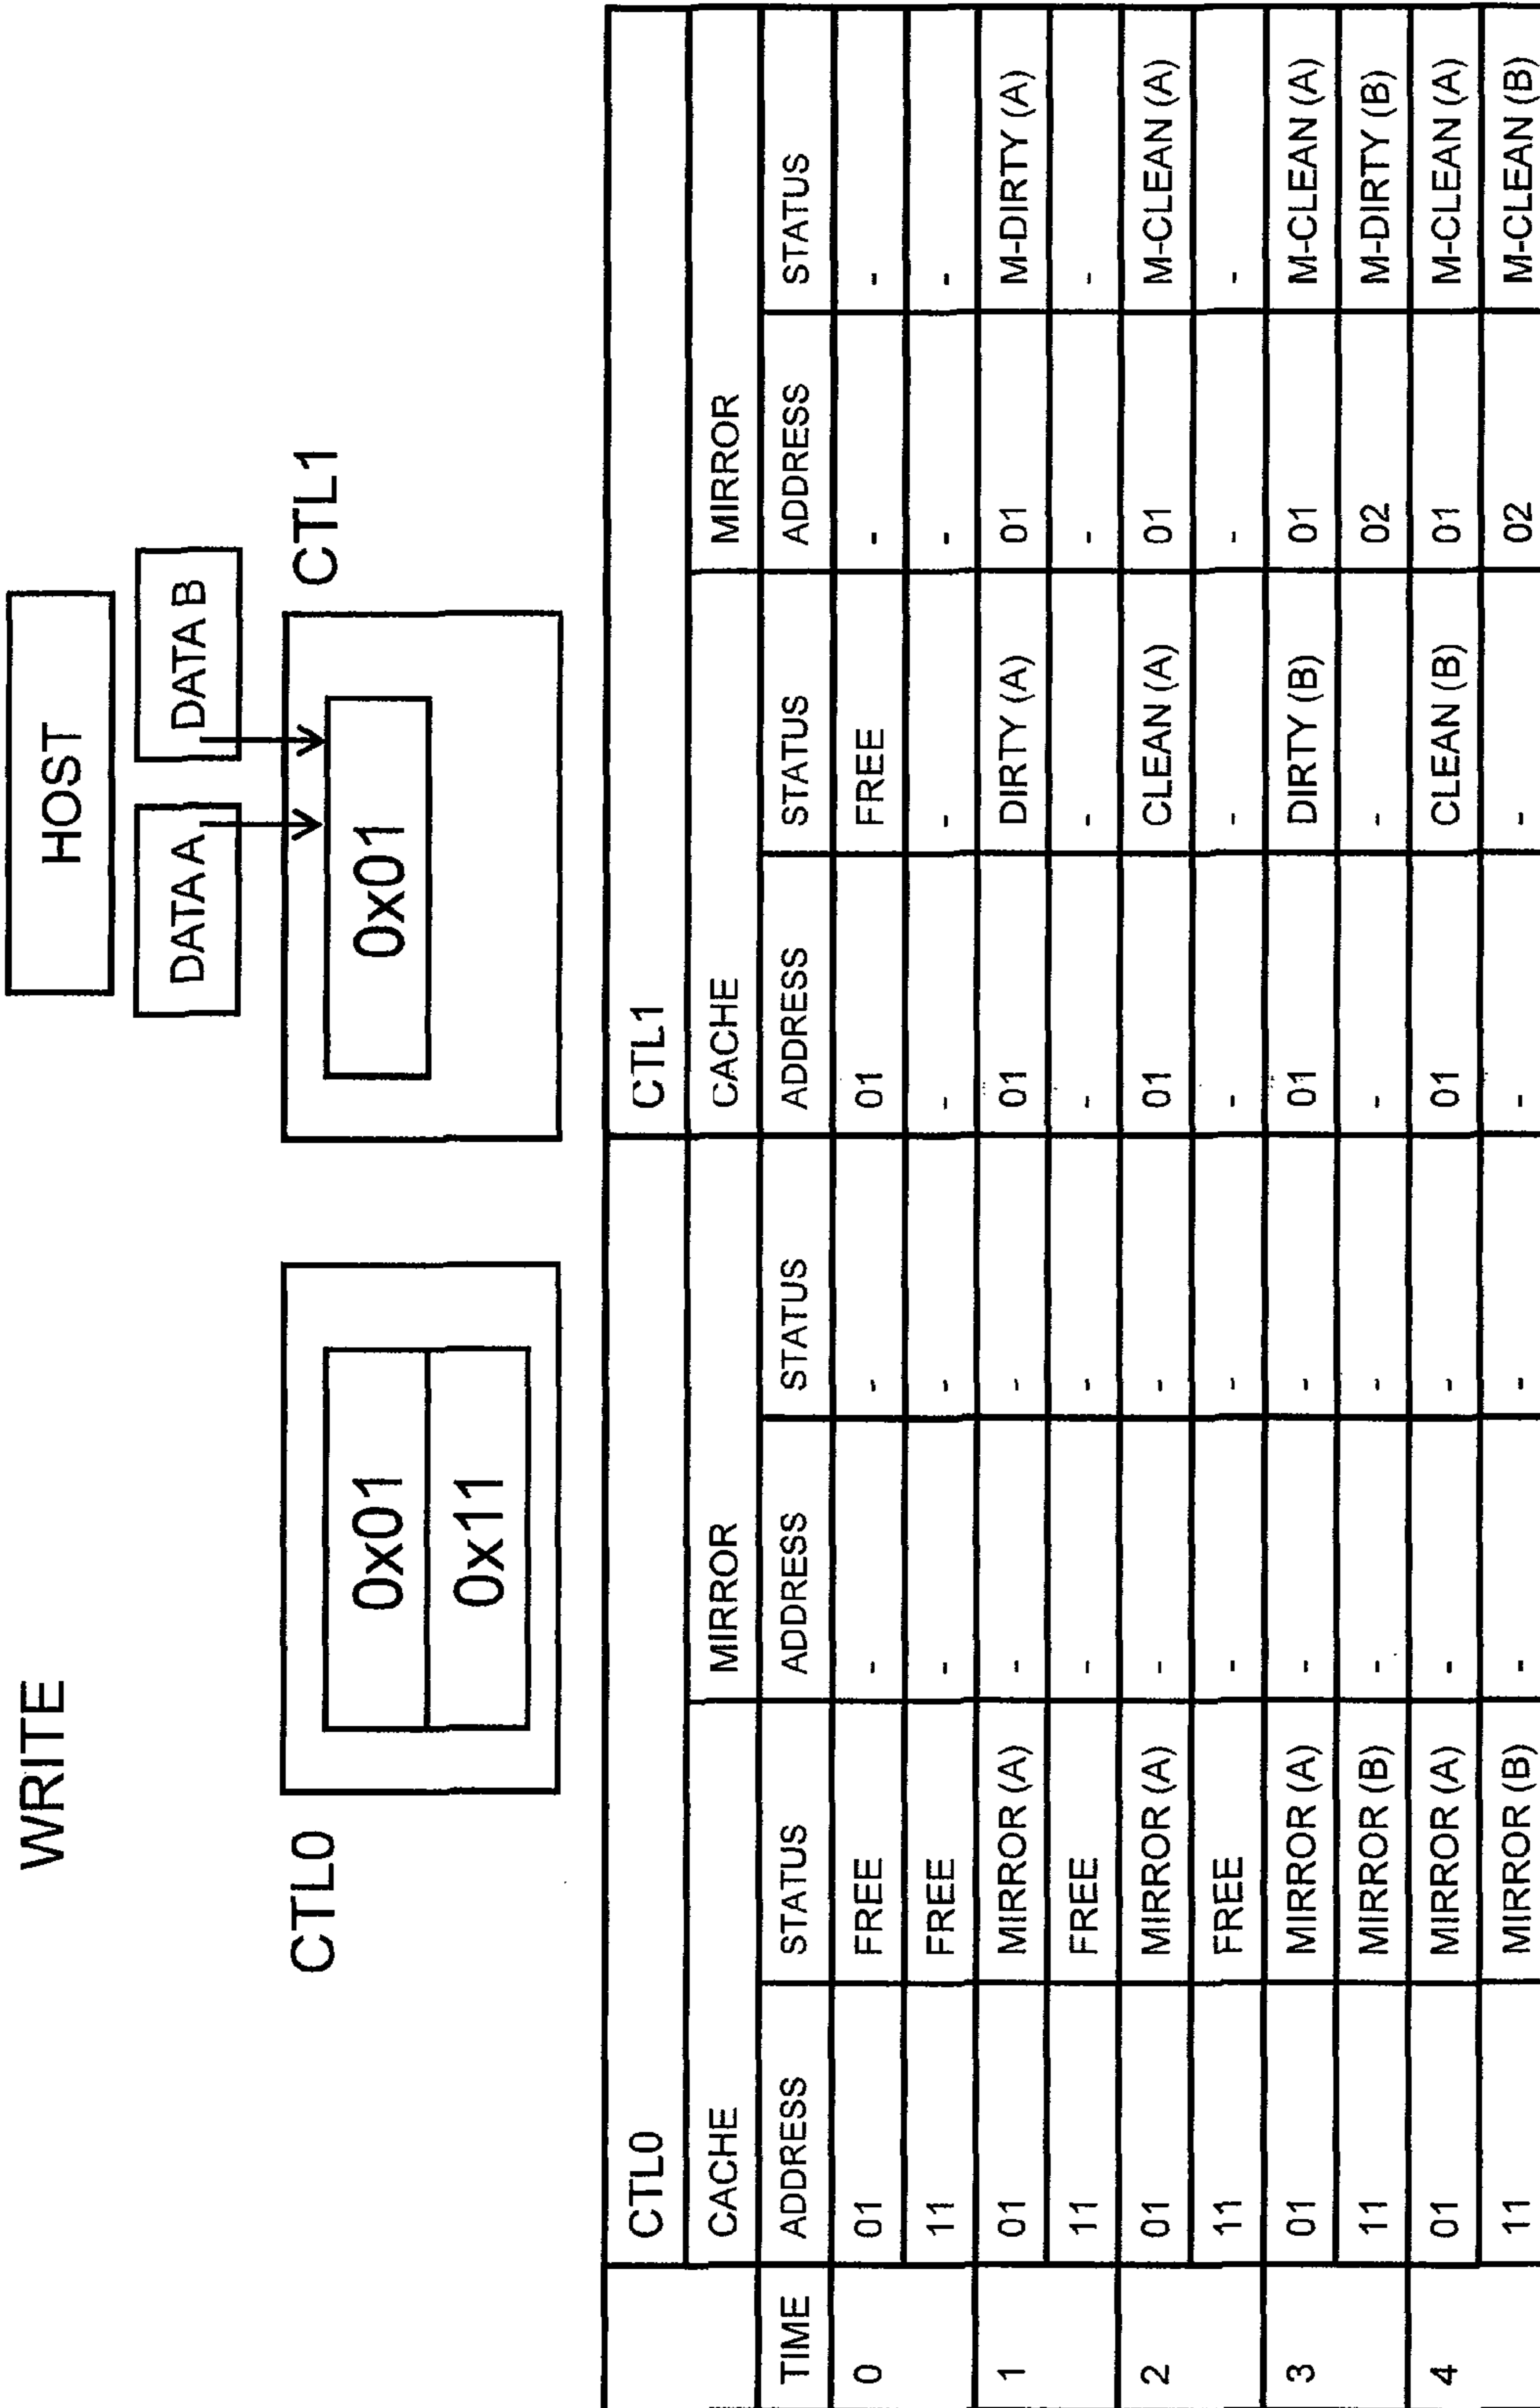 WRITE
HOST
DATA A DATA B
CTL0 CTL1
0x01 0x01
0x11
CTL0 CTL1
CACHE MIRROR CACHE MIRROR
TIME ADDRESS STATUS ADDRESS STATUS ADDRESS STATUS ADDRESS STATUS
0 01 FREE - - 01 FREE - -
11 FREE - - - - - -
1 01 MIRROR (A) - - 01 DIRTY (A) 01 M-DIRTY (A)
11 FREE - - - - - -
2 01 MIRROR (A) - - 01 CLEAN (A) 01 M-CLEAN (A)
11 FREE - - - - - -
3 01 MIRROR (A) - - 01 DIRTY (B) 01 M-CLEAN (A)
11 MIRROR (B) - - - - 02 M-DIRTY (B)
4 01 MIRROR (A) - - 01 CLEAN (B) 01 M-CLEAN (A)
11 MIRROR (B) - - - - 02 M-CLEAN (B)